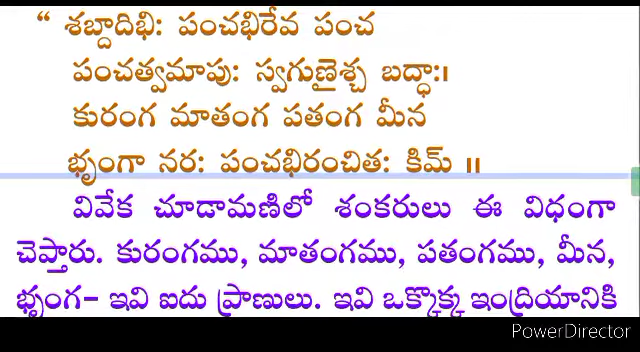 “ శబ్దాదిభి: పంచభిరేవ పంచ
పంచత్వమాపు: స్వగుణైశ్చ బద్ధా:।
కురంగ మాతంగ పతంగ మీన
భృంగా నర: పంచభిరంచిత: కిమ్ ॥
వివేక చూడామణిలో శంకరులు ఈ విధంగా
చెప్తారు. కురంగము, మాతంగము, పతంగము, మీన,
భృంగ– ఇవి ఐదు ప్రాణులు. ఇవి ఒక్కొక్క ఇంద్రియానికి
PowerDirector